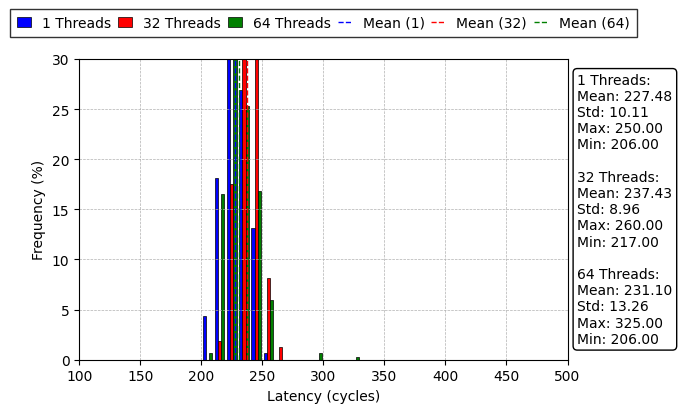 1 Threads 32 Threads 64 Threads Mean (1) Mean (32) Mean (64)
30
25
20
15
10
5
0
Frequency (%)
100 150 200 250 300 350 400 450 500
Latency (cycles)
1 Threads:
Mean: 227.48
Std: 10.11
Max: 250.00
Min: 206.00
32 Threads:
Mean: 237.43
Std: 8.96
Max: 260.00
Min: 217.00
64 Threads:
Mean: 231.10
Std: 13.26
Max: 325.00
Min: 206.00